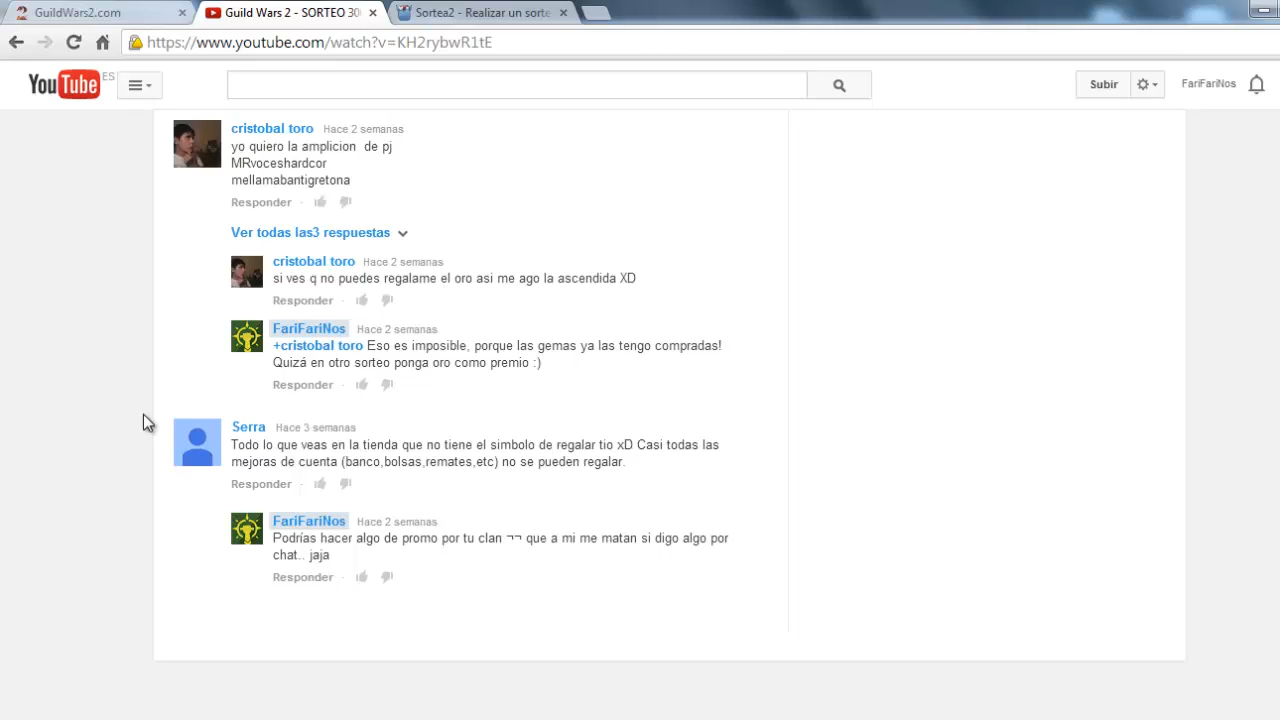 GuildWars2.com
Guild Wars 2 - SORTEO 30
Sortea2 - Realizar un sorte
https://www.youtube.com/watch?v=KH2rybwR1tE
YouTube ES
Subir
FariFariNos
cristobal toro Hace 2 semanas
yo quiero la amplicion de pj
MRvoceshardcor
mellamabantigretona
Responder
Ver todas las3 respuestas
cristobal toro Hace 2 semanas
si ves q no puedes regalame el oro asi me ago la ascendida XD
Responder
FariFariNos Hace 2 semanas
+cristobal toro Eso es imposible, porque las gemas ya las tengo compradas!
Quizá en otro sorteo ponga oro como premio :)
Responder
Serra Hace 3 semanas
Todo lo que veas en la tienda que no tiene el simbolo de regalar tio xD Casi todas las
mejoras de cuenta (banco,bolsas,remates,etc) no se pueden regalar.
Responder
FariFariNos Hace 2 semanas
Podrías hacer algo de promo por tu clan ¬¬ que a mi me matan si digo algo por
chat.. jaja
Responder